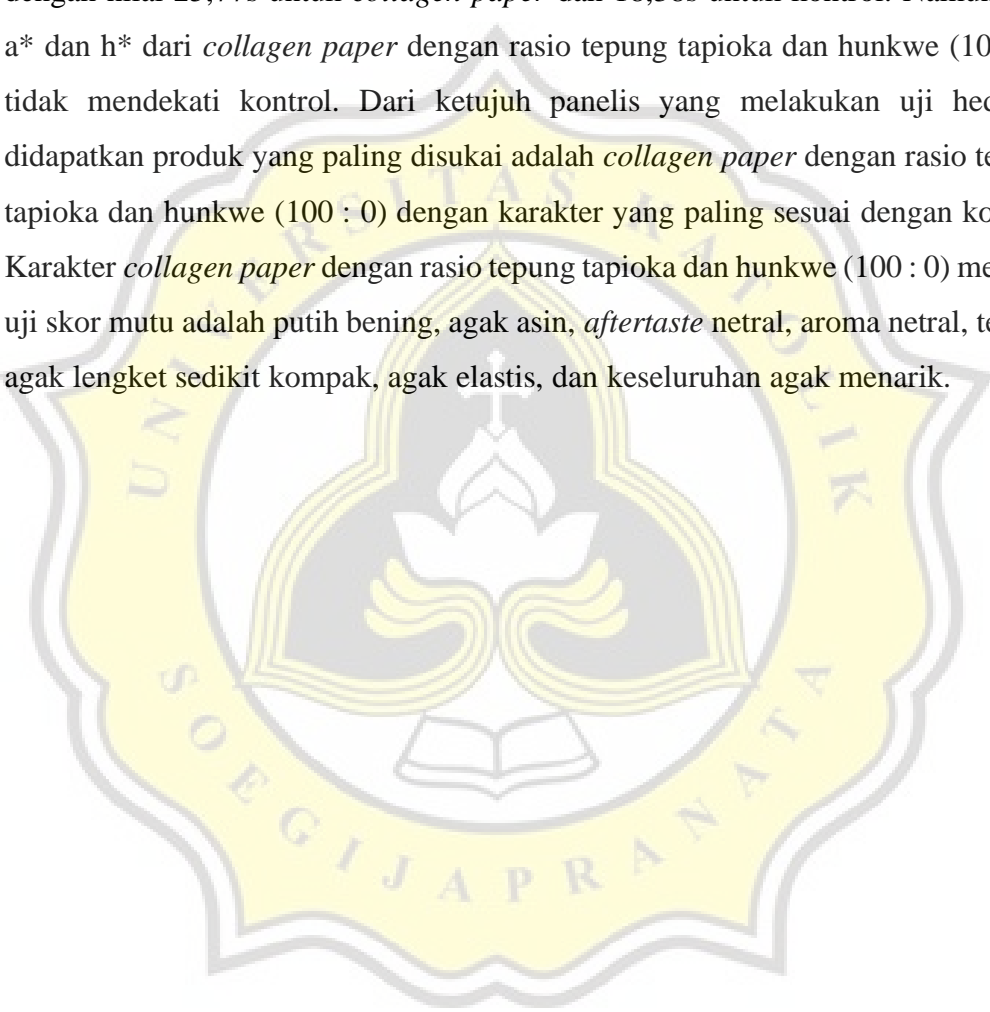 a* dan h* dari collagen paper dengan rasio tepung tapioka dan hunkwe (10
tidak mendekati kontrol. Dari ketujuh panelis yang melakukan uji hed
didapatkan produk yang paling disukai adalah collagen paper dengan rasio te
tapioka dan hunkwe (100 : 0) dengan karakter yang paling sesuai dengan ko
Karakter collagen paper dengan rasio tepung tapioka dan hunkwe (100 : 0) me
uji skor mutu adalah putih bening, agak asin, aftertaste netral, aroma netral, te
agak lengket sedikit kompak, agak elastis, dan keseluruhan agak menarik.
UNIVERSITAS KATOLIK
SOEGIJAPRANATA